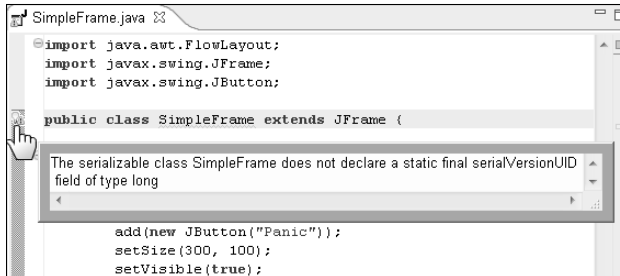 SimpleFrame.java
import java.awt.FlowLayout;
import javax.swing.JFrame;
import javax.swing.JButton;
public class SimpleFrame extends JFrame {
The serializable class SimpleFrame does not declare a static final serialVersionUID
field of type long
add(new JButton("Panic"));
setSize(300, 100);
setVisible(true);